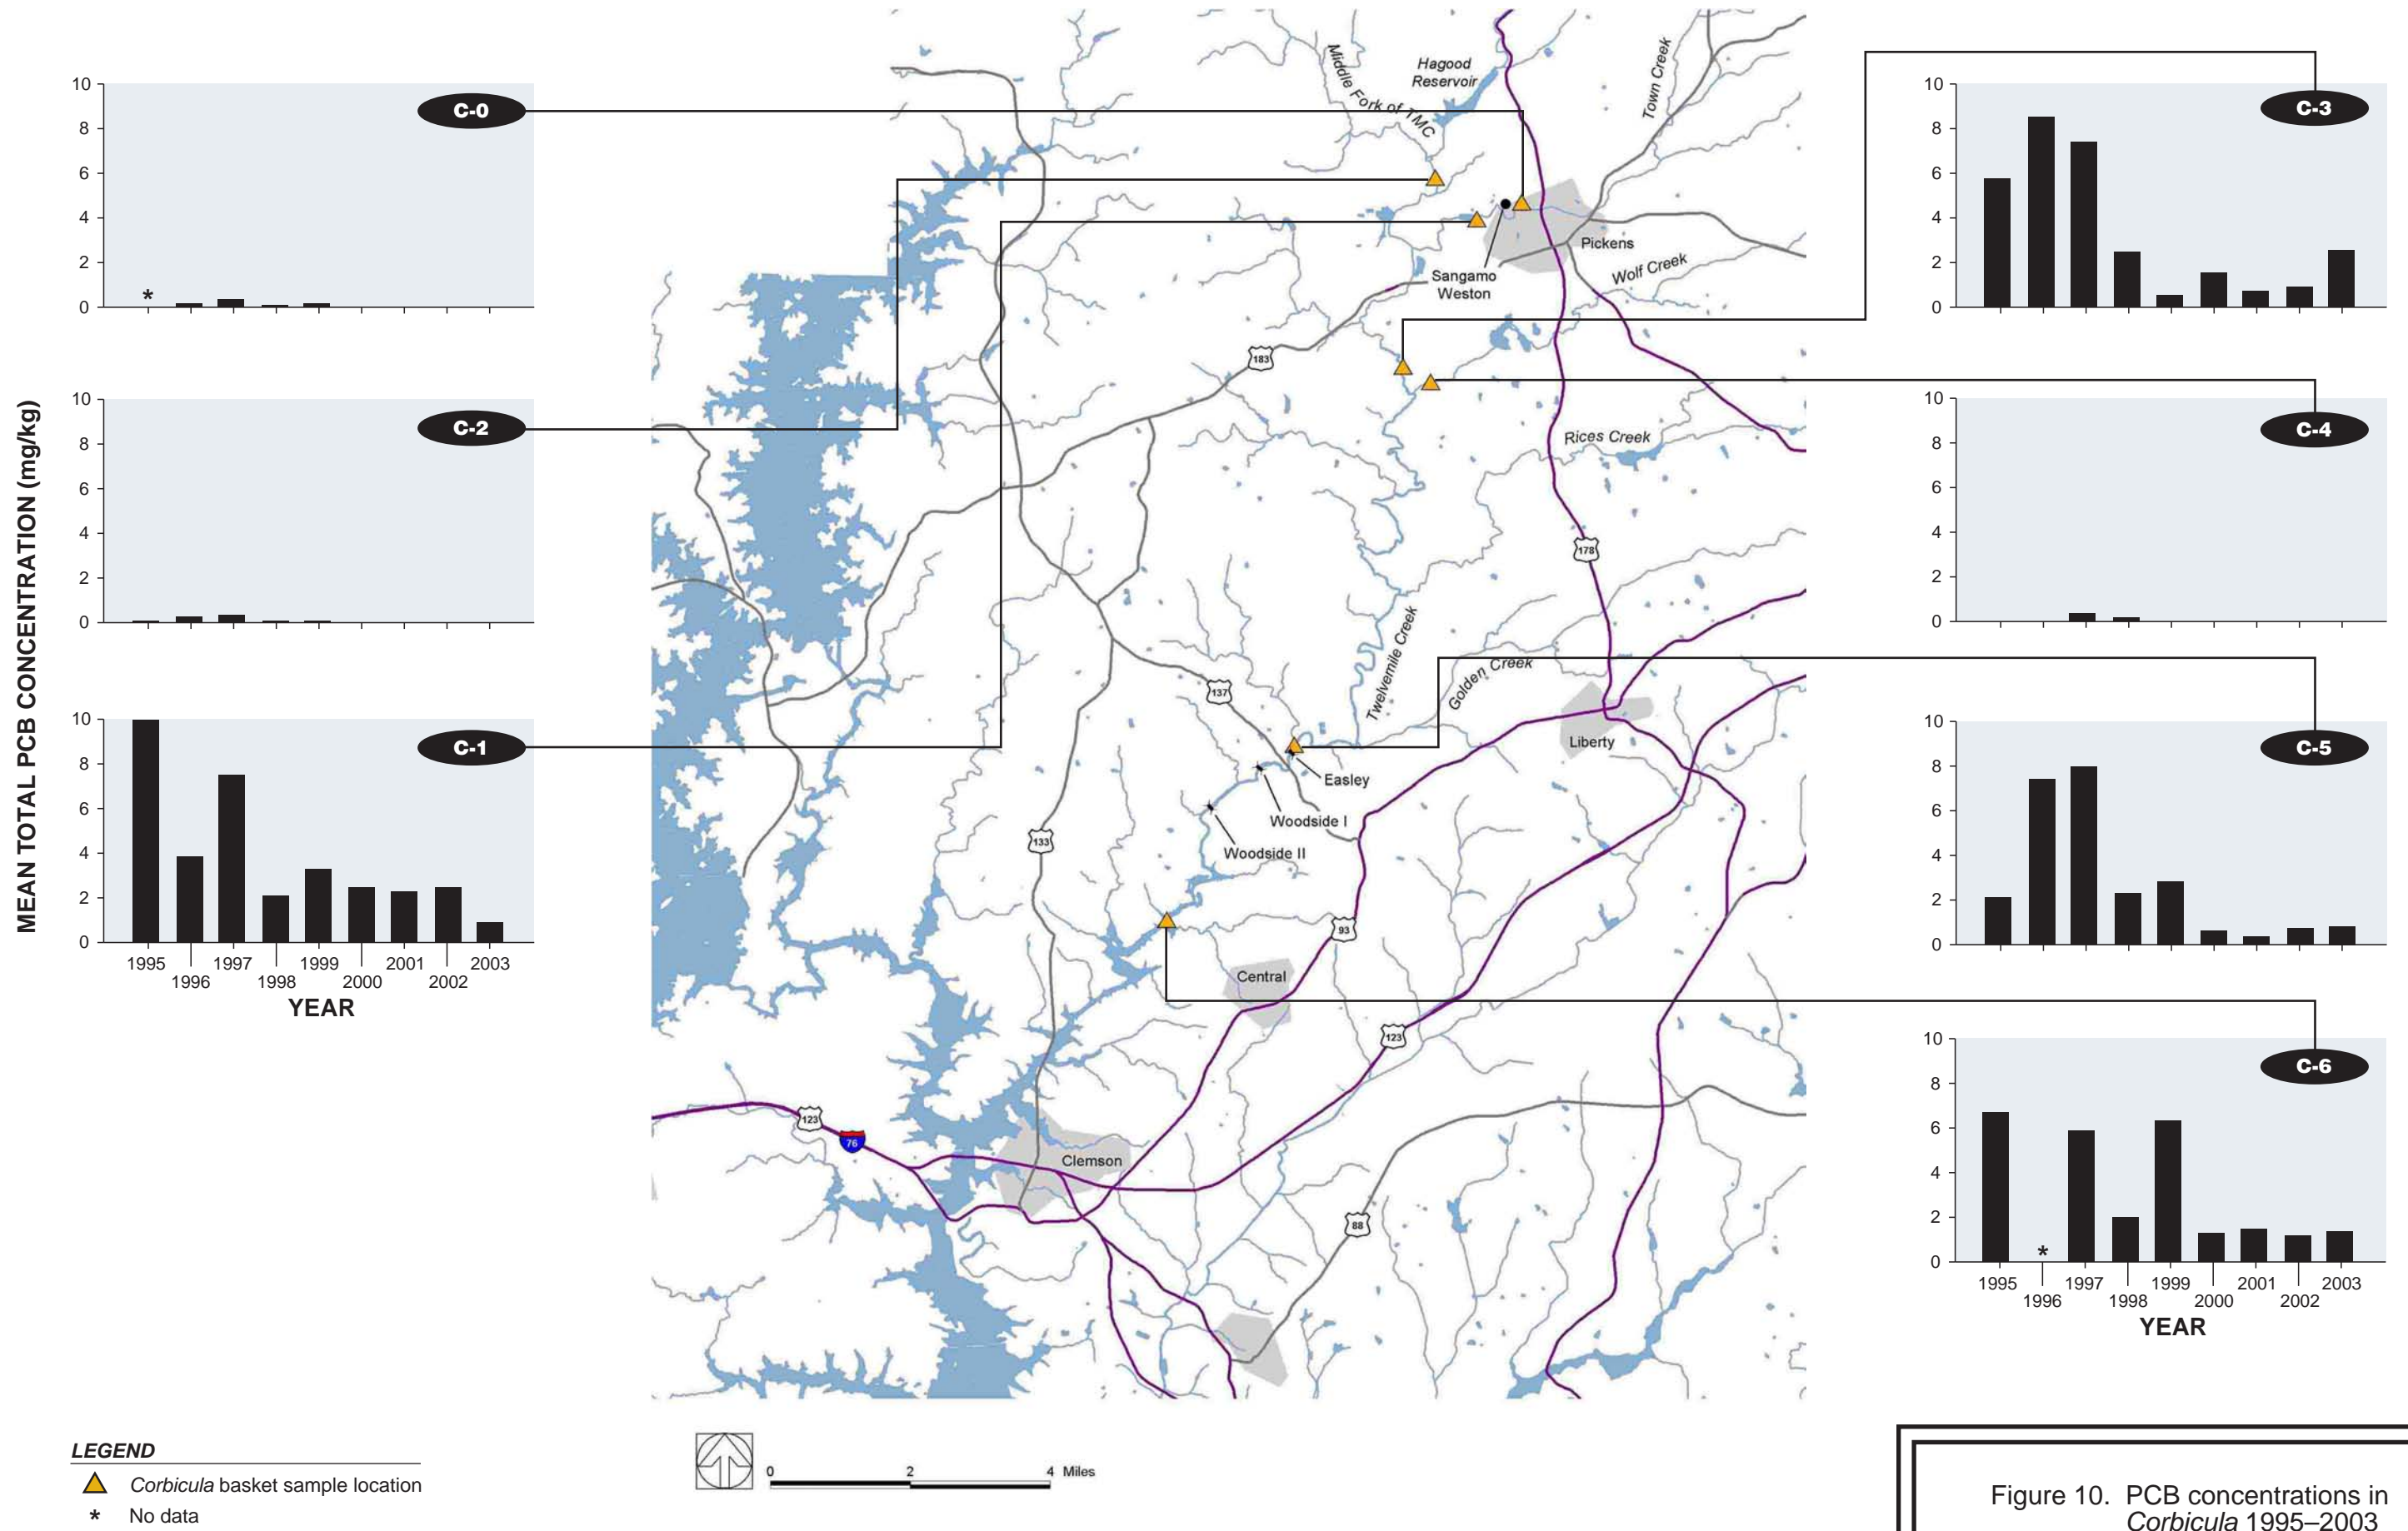 MEAN TOTAL PCB CONCENTRATION (mg/kg)
10
8
6
4
2
0
*
C-0
10
8
6
4
2
0
C-2
10
8
6
4
2
0
C-1
1995 1997 1999 2001 2003
1996 1998 2000 2002
YEAR
Middle Fork of TMC
Hagood
Reservoir
Town Creek
Pickens
Sangamo
Weston
Wolf Creek
183
Rices Creek
178
Twelvemile Creek
Golden Creek
137
Liberty
Easley
Woodside I
Woodside II
133
93
Central
123
123
76
Clemson
88
10
8
6
4
2
0
C-3
10
8
6
4
2
0
C-4
10
8
6
4
2
0
C-5
10
8
6
4
2
0
*
C-6
1995 1997 1999 2001 2003
1996 1998 2000 2002
YEAR
LEGEND
Corbicula basket sample location
* No data
0 2 4 Miles
Figure 10. PCB concentrations in
Corbicula 1995–2003